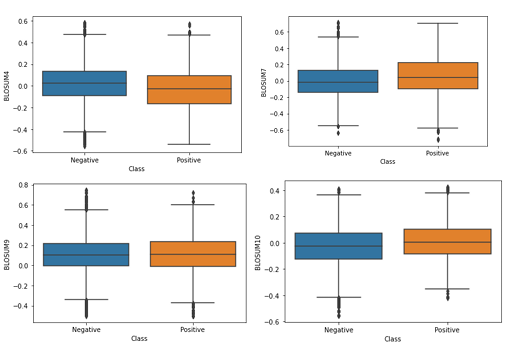 0.6
0.4
0.2
0.0
−0.2
−0.4
−0.6
BLOSUM4
Negative
Positive
Class
0.6
0.4
0.2
0.0
−0.2
−0.4
−0.6
BLOSUM7
Negative
Positive
Class
0.8
0.6
0.4
0.2
0.0
−0.2
−0.4
BLOSUM9
Negative
Positive
Class
0.4
0.2
0.0
−0.2
−0.4
−0.6
BLOSUM10
Negative
Positive
Class